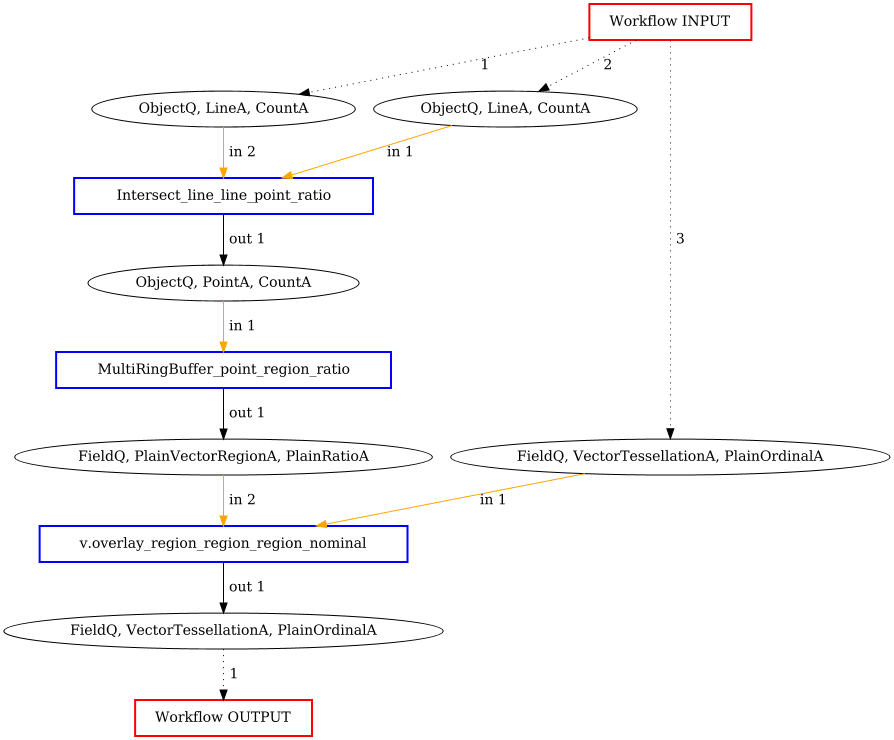 Workflow INPUT
1
2
ObjectQ, LineA, CountA
ObjectQ, LineA, CountA
in 2
in 1
Intersect_line_line_point_ratio
out 1
3
ObjectQ, PointA, CountA
in 1
MultiRingBuffer_point_region_ratio
out 1
FieldQ, PlainVectorRegionA, PlainRatioA
FieldQ, VectorTessellationA, PlainOrdinalA
in 2
in 1
v.overlay_region_region_region_nominal
out 1
FieldQ, VectorTessellationA, PlainOrdinalA
1
Workflow OUTPUT